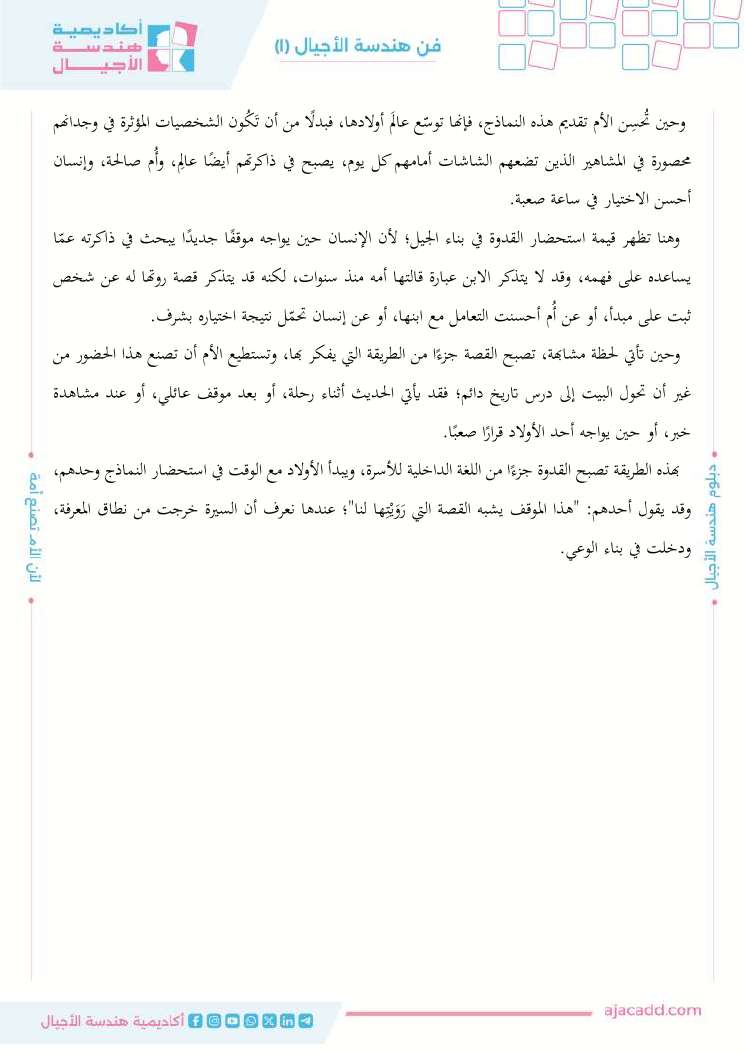 أكاديمية
هندسة
الأجيال
فن هندسة الأجيال (١)
وحين تُحسِن الأم تقديم هذه النماذج، فإنها توسّع عالَم أولادها، فبدلًا من أن تَكُون الشخصيات المؤثرة في وجدانهم
محصورة في المشاهير الذين تضعهم الشاشات أمامهم كل يوم، يصبح في ذاكرتهم أيضًا عالِم، وأُم صالحة، وإنسان
أحسن الاختيار في ساعة صعبة.
وهنا تظهر قيمة استحضار القدوة في بناء الجيل؛ لأن الإنسان حين يواجه موقفًا جديدًا يبحث في ذاكرته عمّا
يساعده على فهمه، وقد لا يتذكر الابن عبارة قالتها أمه منذ سنوات، لكنه قد يتذكر قصة روتها له عن شخص
ثبت على مبدأ، أو عن أُم أحسنت التعامل مع ابنها، أو عن إنسان تحمّل نتيجة اختياره بشرف.
وحين تأتي لحظة مشابهة، تصبح القصة جزءًا من الطريقة التي يفكر بها، وتستطيع الأم أن تصنع هذا الحضور من
غير أن تحول البيت إلى درس تاريخ دائم؛ فقد يأتي الحديث أثناء رحلة، أو بعد موقف عائلي، أو عند مشاهدة
خبر، أو حين يواجه أحد الأولاد قرارًا صعبًا.
بهذه الطريقة تصبح القدوة جزءًا من اللغة الداخلية للأسرة، ويبدأ الأولاد مع الوقت في استحضار النماذج وحدهم،
وقد يقول أحدهم: "هذا الموقف يشبه القصة التي رَوَيْتِها لنا"؛ عندها نعرف أن السيرة خرجت من نطاق المعرفة،
ودخلت في بناء الوعي.
دبلوم هندسة الأجيال
لأن الأم تصنع أمة
أكاديمية هندسة الأجيال
ajacadd.com